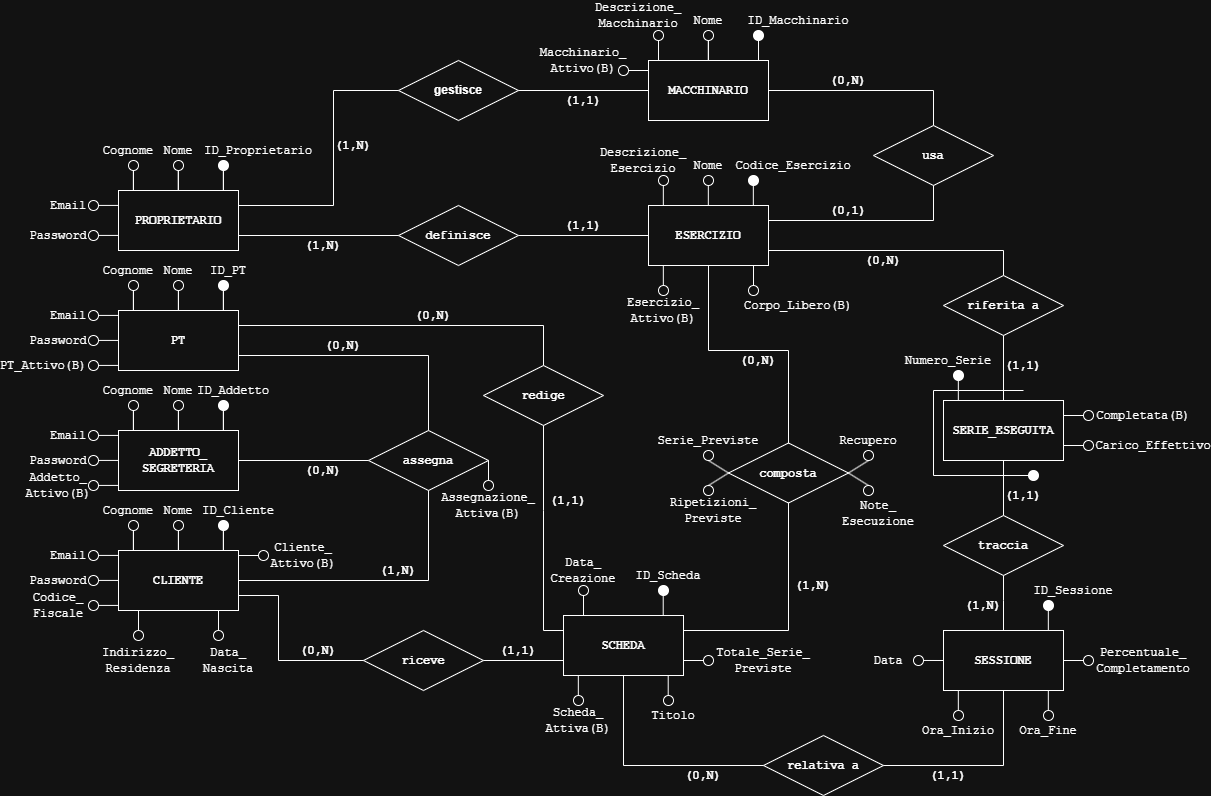 Descrizione_
Macchinario
Nome
ID_Macchinario
Macchinario_
Attivo(B)
MACCHINARIO
(0,N)
gestisce
(1,1)
(1,N)
usa
Cognome
Nome
ID_Proprietario
Email
Password
PROPRIETARIO
(1,N)
definisce
(1,1)
Descrizione_
Esercizio
Nome
Codice_Esercizio
ESERCIZIO
(0,1)
(0,N)
Esercizio_
Attivo(B)
Corpo_Libero(B)
riferita a
(1,1)
Cognome
Nome
ID_PT
Email
Password
PT_Attivo(B)
PT
(0,N)
(0,N)
redige
(0,N)
Numero_Serie
SERIE_ESEGUITA
Completata(B)
Carico_Effettivo
(1,1)
Cognome
Nome
ID_Addetto
Email
Password
Addetto_
Attivo(B)
ADDETTO_
SEGRETERIA
(0,N)
assegna
Assegnazione_
Attiva(B)
(1,1)
Serie_Previste
Recupero
composta
Ripetizioni_
Previste
Note_
Esecuzione
traccia
(1,N)
Cognome
Nome
ID_Cliente
Email
Password
Codice_
Fiscale
CLIENTE
Cliente_
Attivo(B)
(1,N)
Indirizzo_
Residenza
Data_
Nascita
(0,N)
riceve
(1,1)
Data_
Creazione
ID_Scheda
(1,N)
SCHEDA
Totale_Serie_
Previste
Scheda_
Attiva(B)
Titolo
ID_Sessione
Data
SESSIONE
Percentuale_
Completamento
Ora_Inizio
Ora_Fine
(0,N)
relativa a
(1,1)